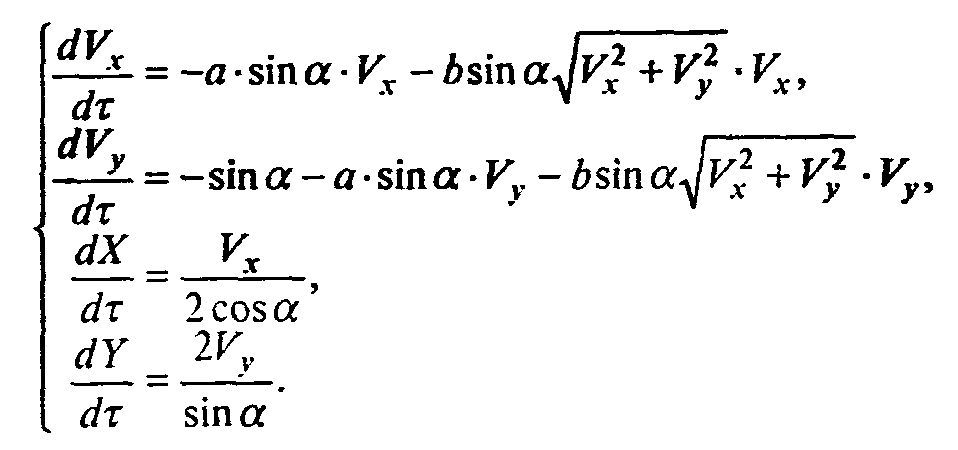 dV_x/dτ = -a·sin α·V_x - b sin α√(V_x^2 + V_y^2)·V_x,
dV_y/dτ = -sin α - a·sin α·V_y - b sin α√(V_x^2 + V_y^2)·V_y,
dX/dτ = V_x/(2 cos α),
dY/dτ = 2V_y/sin α.